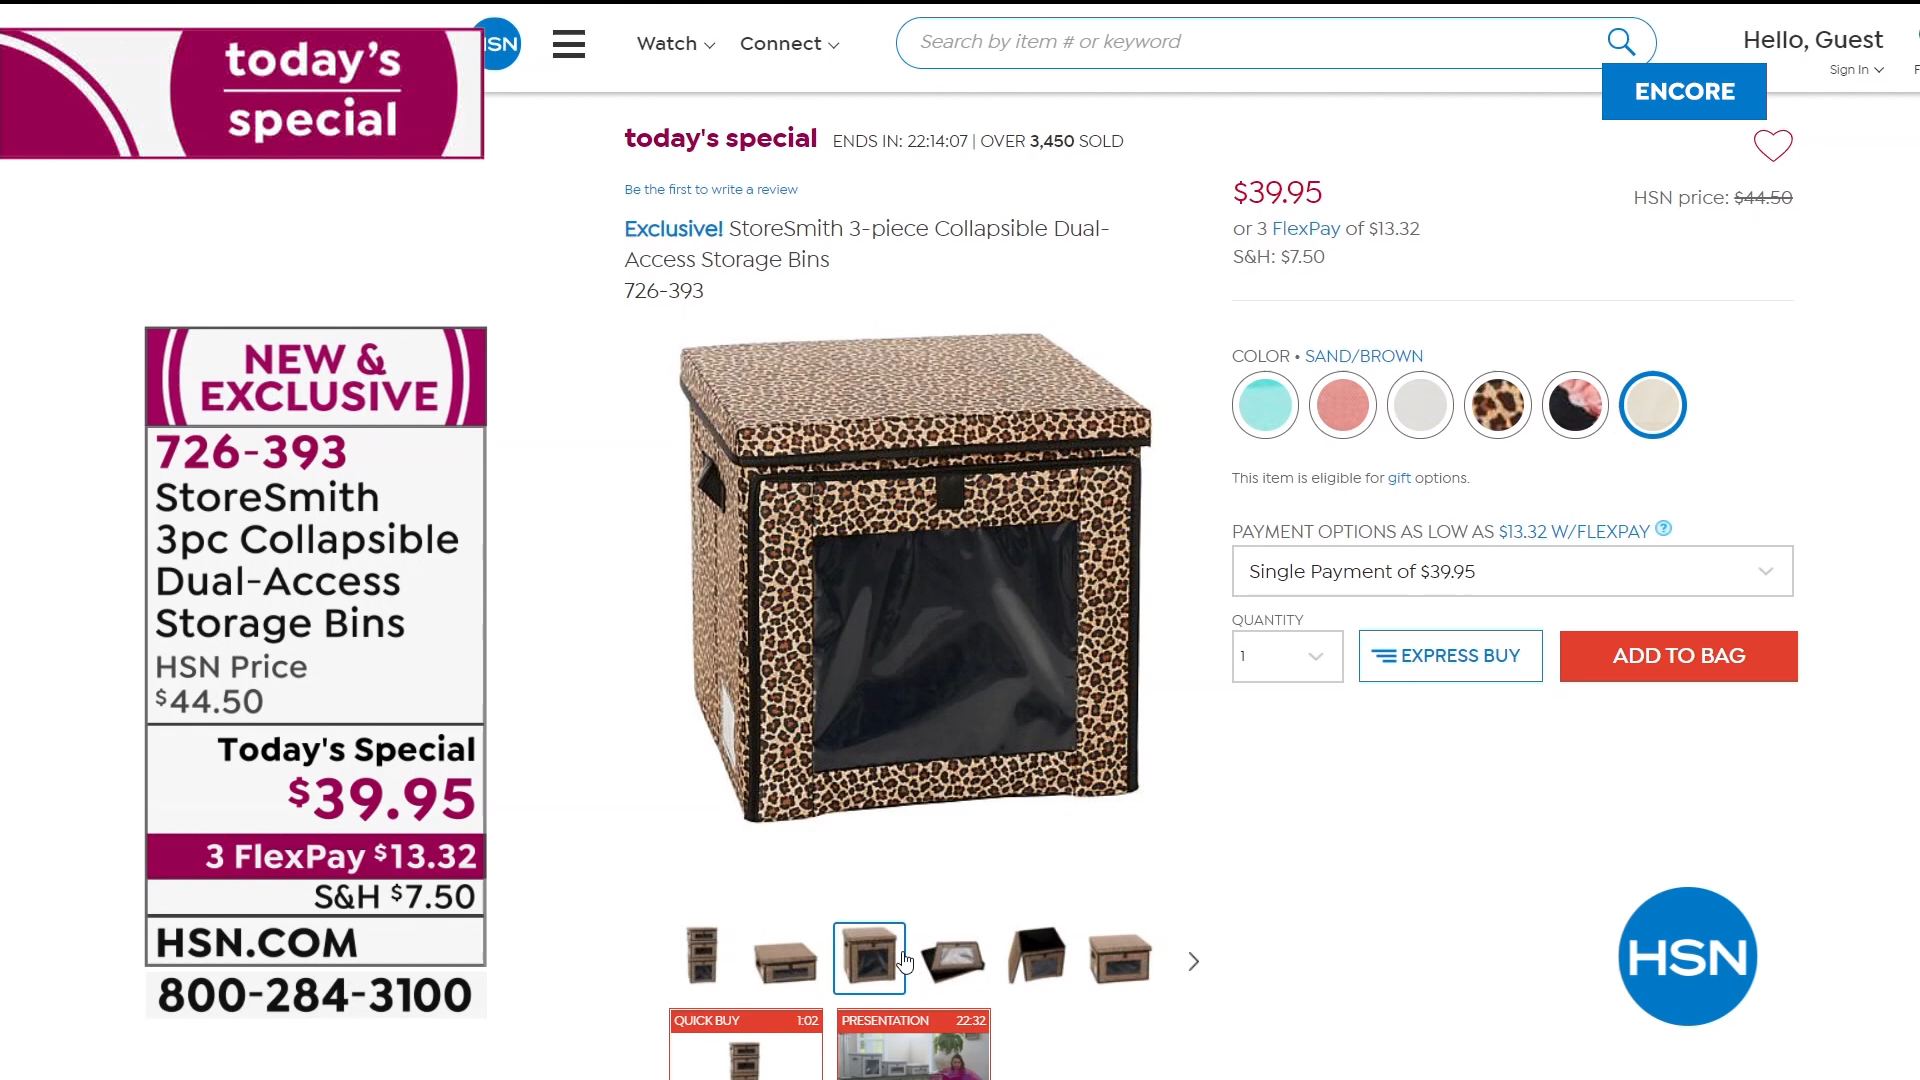 today's
special
HSN
Watch
Connect
Search by item # or keyword
Hello, Guest
Sign In
ENCORE
today's special ENDS IN: 22:14:07 | OVER 3,450 SOLD
Be the first to write a review
Exclusive! StoreSmith 3-piece Collapsible Dual-
Access Storage Bins
726-393
$39.95
HSN price: $44.50
or 3 FlexPay of $13.32
S&H: $7.50
COLOR • SAND/BROWN
This item is eligible for gift options.
PAYMENT OPTIONS AS LOW AS $13.32 W/FLEXPAY ?
Single Payment of $39.95
QUANTITY
1
EXPRESS BUY
ADD TO BAG
NEW &
EXCLUSIVE
726-393
StoreSmith
3pc Collapsible
Dual-Access
Storage Bins
HSN Price
$44.50
Today's Special
$39.95
3 FlexPay $13.32
S&H $7.50
HSN.COM
800-284-3100
QUICK BUY 1:02
PRESENTATION 22:32
HSN